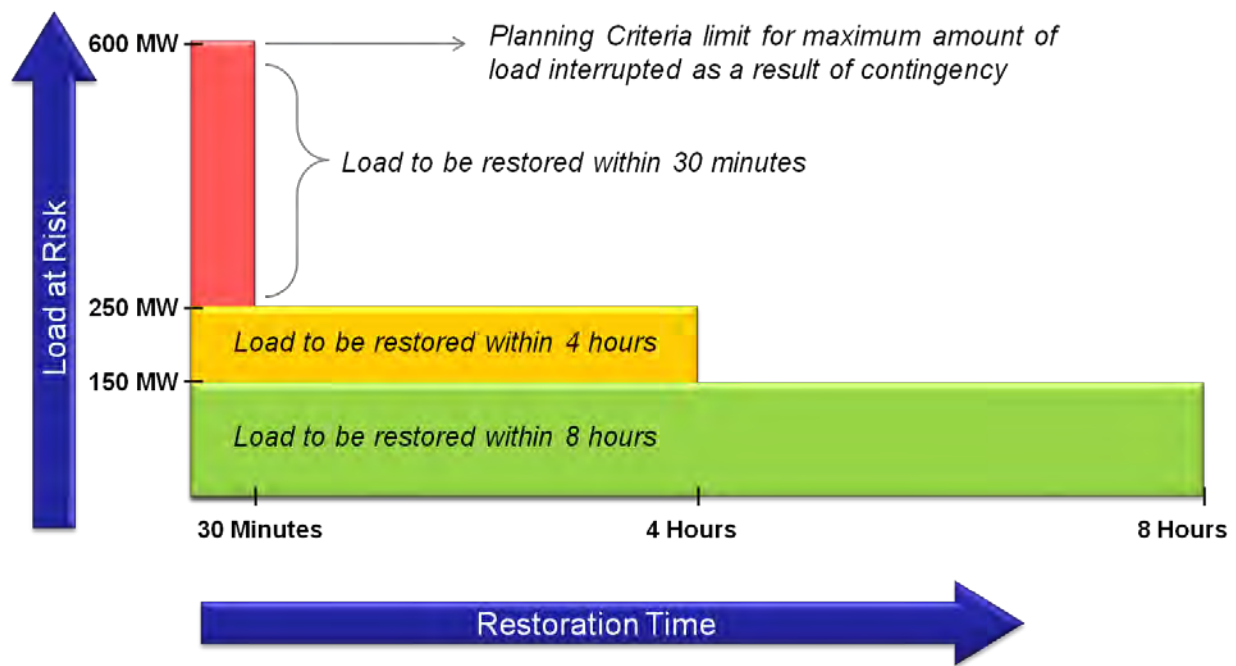 600 MW
Planning Criteria limit for maximum amount of
load interrupted as a result of contingency
Load to be restored within 30 minutes
Load at Risk
250 MW
Load to be restored within 4 hours
150 MW
Load to be restored within 8 hours
30 Minutes
4 Hours
8 Hours
Restoration Time